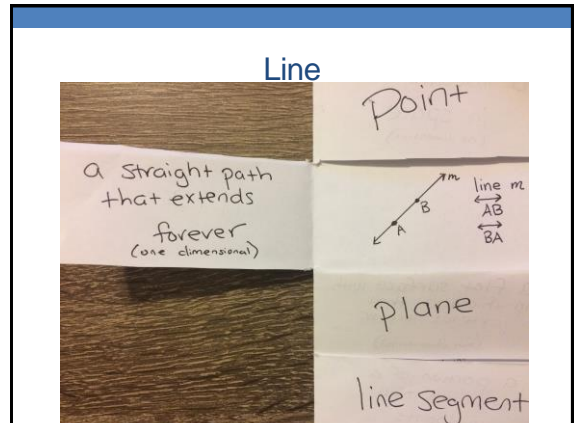 Line
Point
a straight path
that extends
forever
(one dimensional)
m
B
A
line m
AB
BA
plane
line segment